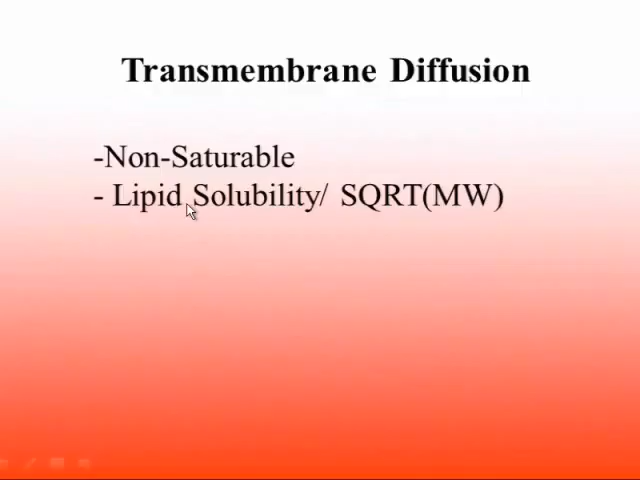 Transmembrane Diffusion
-Non-Saturable
- Lipid Solubility/ SQRT(MW)